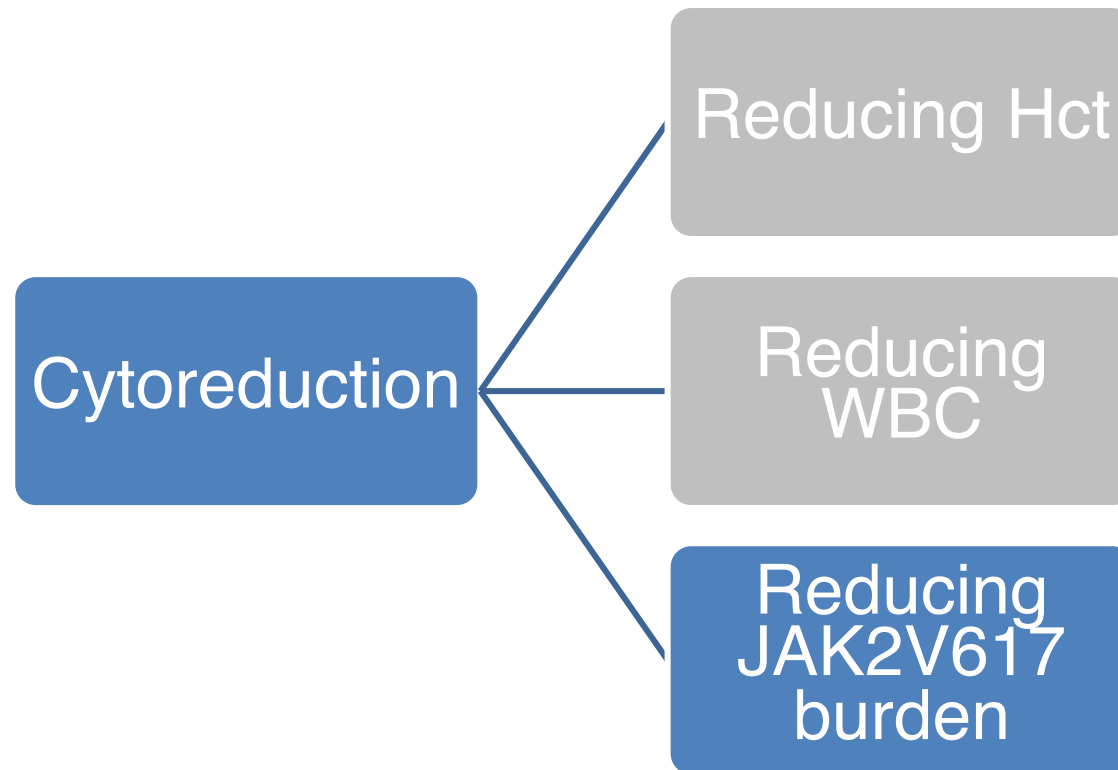 Reducing Hct
Cytoreduction
Reducing
WBC
Reducing
JAK2V617
burden